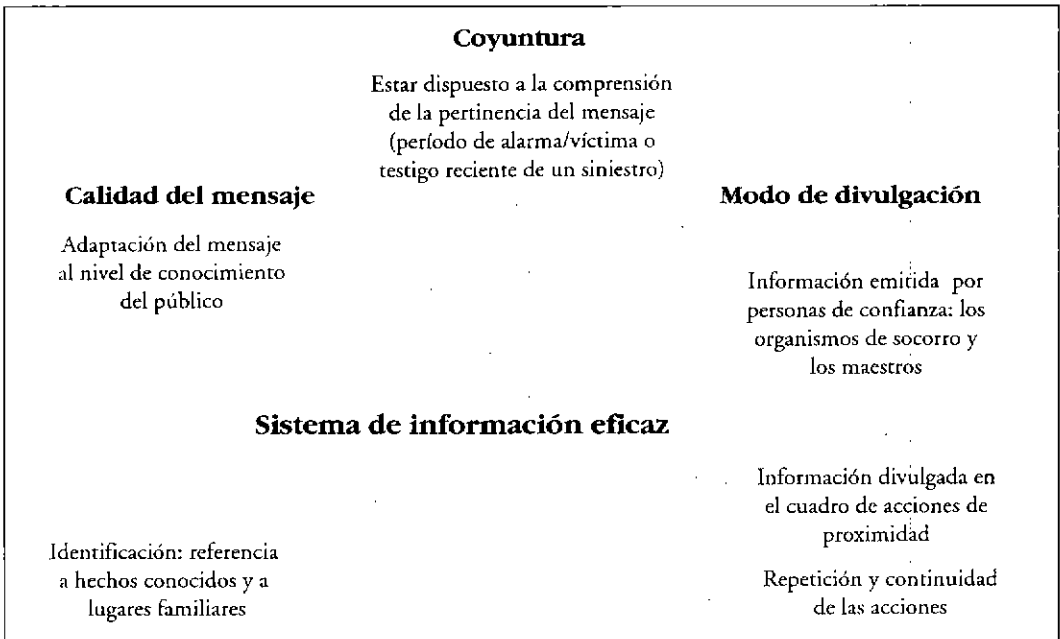 Coyuntura
Estar dispuesto a la comprensión
de la pertinencia del mensaje
(período de alarma/víctima o
testigo reciente de un siniestro)
Calidad del mensaje
Adaptación del mensaje
al nivel de conocimiento
del público
Modo de divulgación
Información emitida por
personas de confianza: los
organismos de socorro y
los maestros
Sistema de información eficaz
Identificación: referencia
a hechos conocidos y a
lugares familiares
Información divulgada en
el cuadro de acciones de
proximidad
Repetición y continuidad
de las acciones